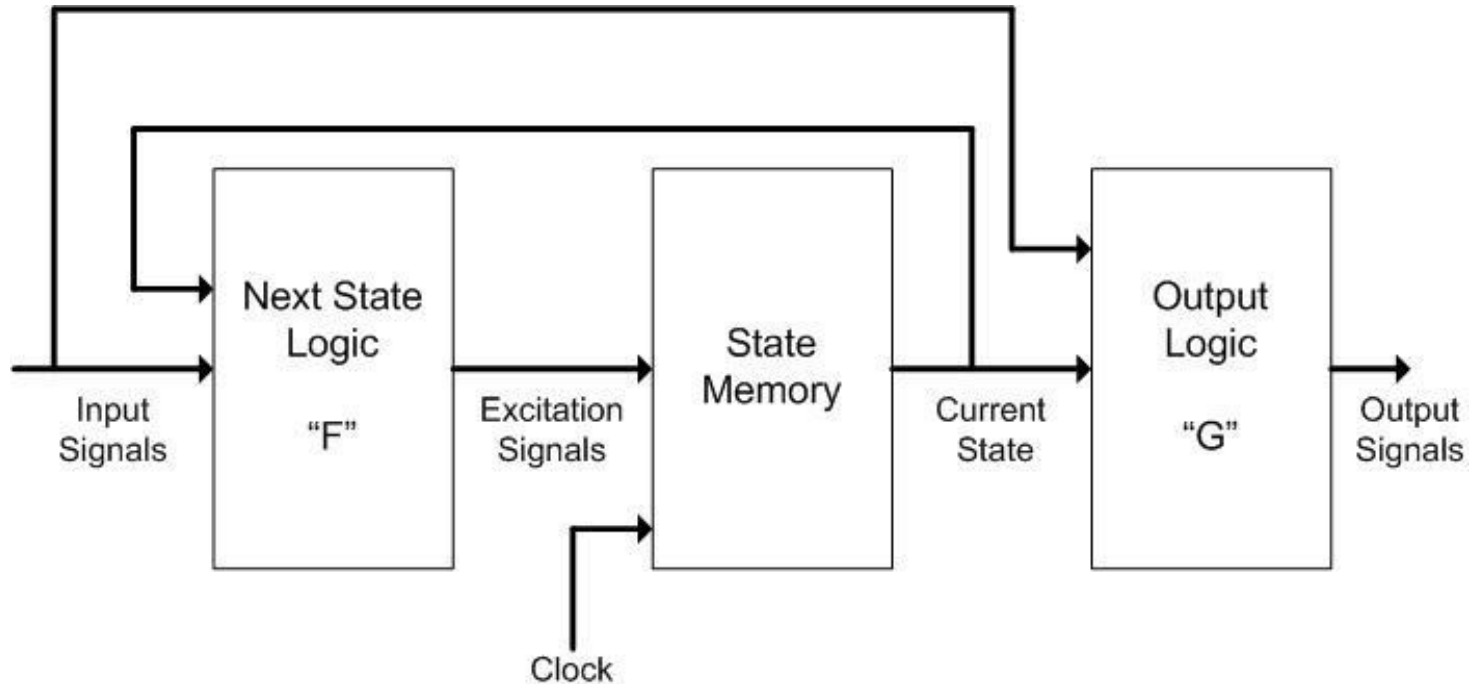 Next State
Logic
“F”
State
Memory
Output
Logic
“G”
Input
Signals
Excitation
Signals
Current
State
Output
Signals
Clock